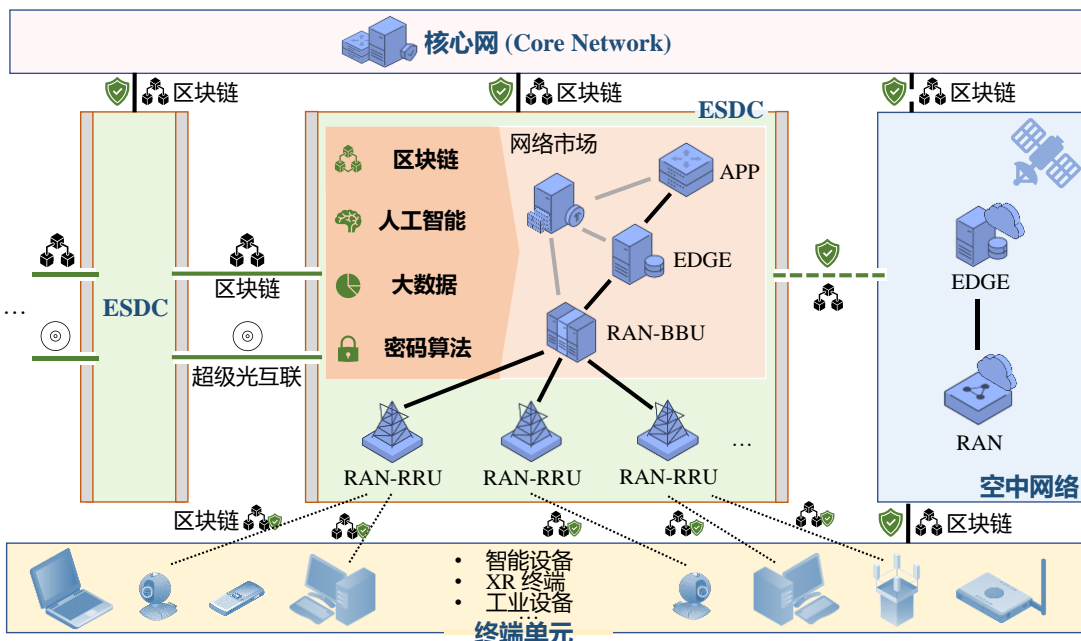 核心网 (Core Network)
区块链
区块链
区块链
ESDC
网络市场
区块链
人工智能
大数据
密码算法
APP
EDGE
RAN-BBU
EDGE
RAN
空中网络
…
ESDC
区块链
超级光互联
RAN-RRU
RAN-RRU
RAN-RRU
…
区块链
区块链
• 智能设备
• XR 终端
• 工业设备
…
终端单元